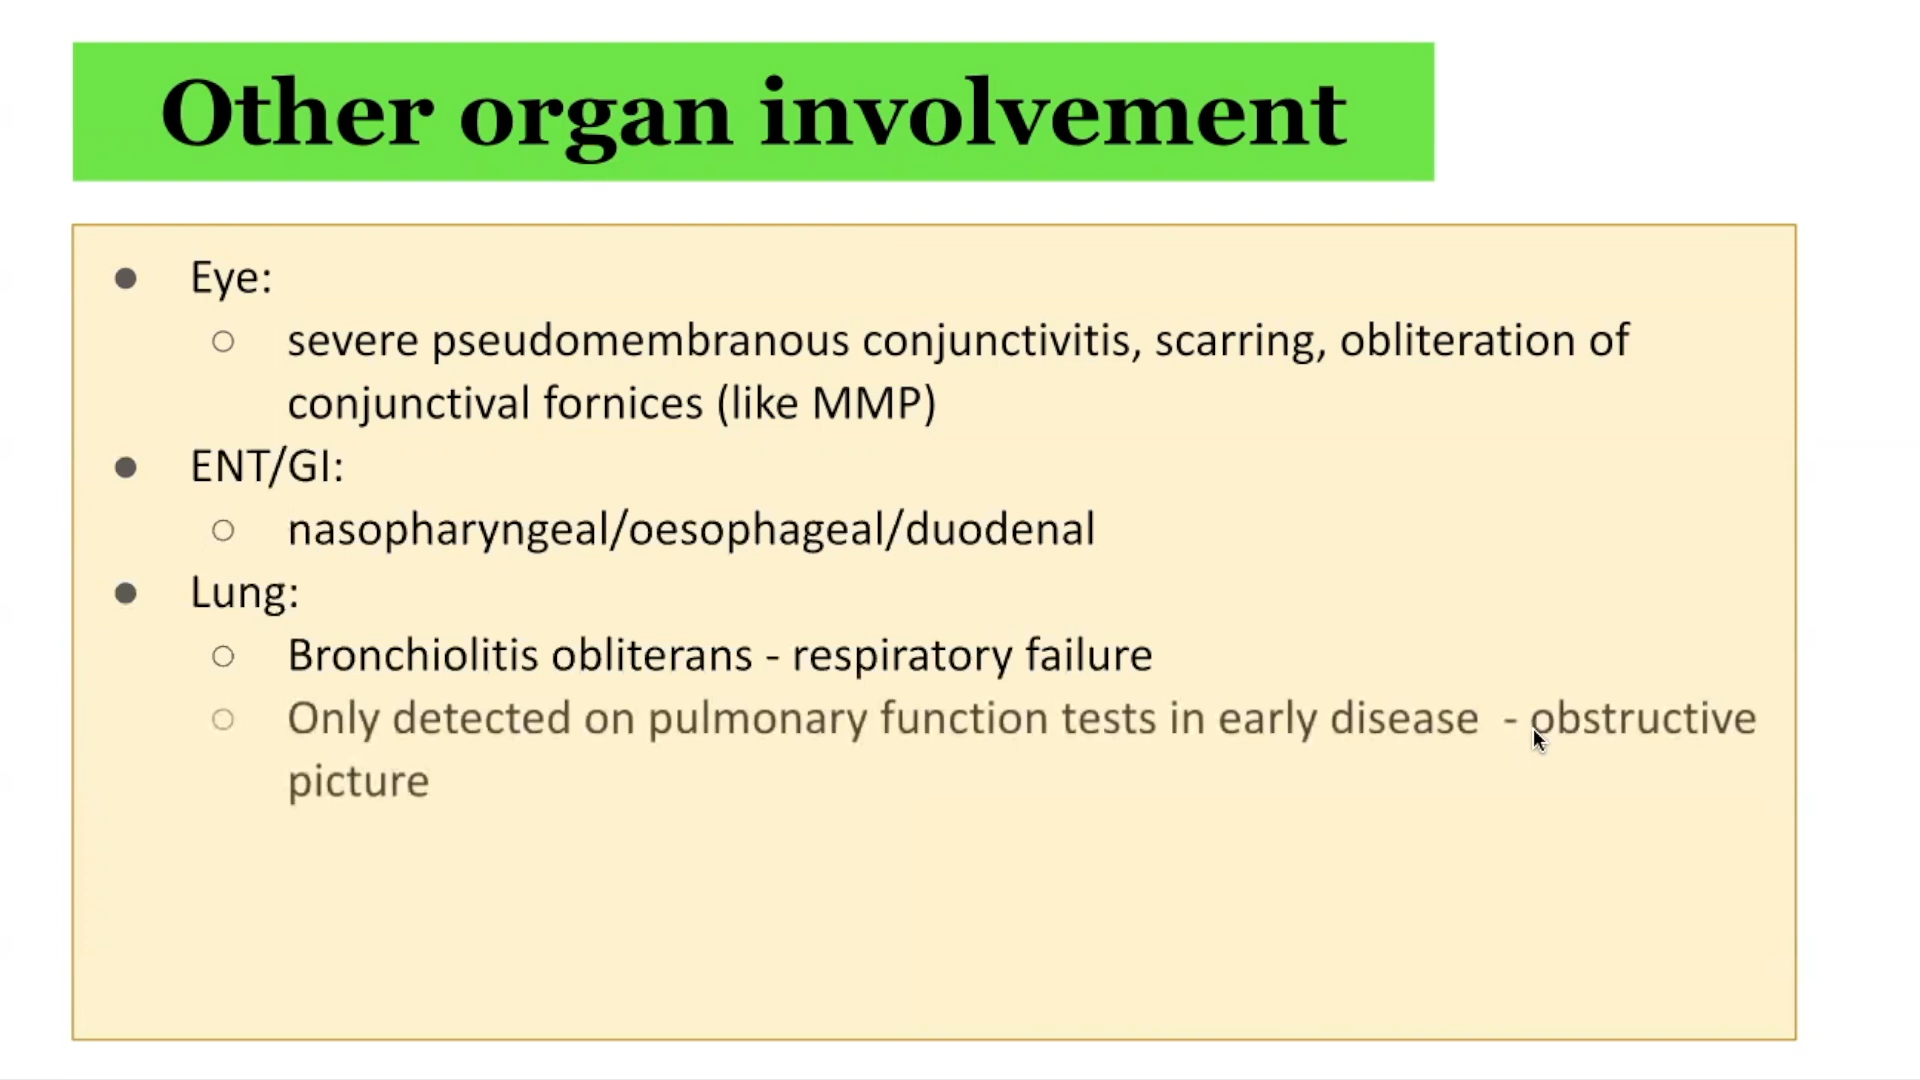 Other organ involvement
● Eye:
○ severe pseudomembranous conjunctivitis, scarring, obliteration of
conjunctival fornices (like MMP)
● ENT/GI:
○ nasopharyngeal/oesophageal/duodenal
● Lung:
○ Bronchiolitis obliterans - respiratory failure
○ Only detected on pulmonary function tests in early disease  - obstructive
picture